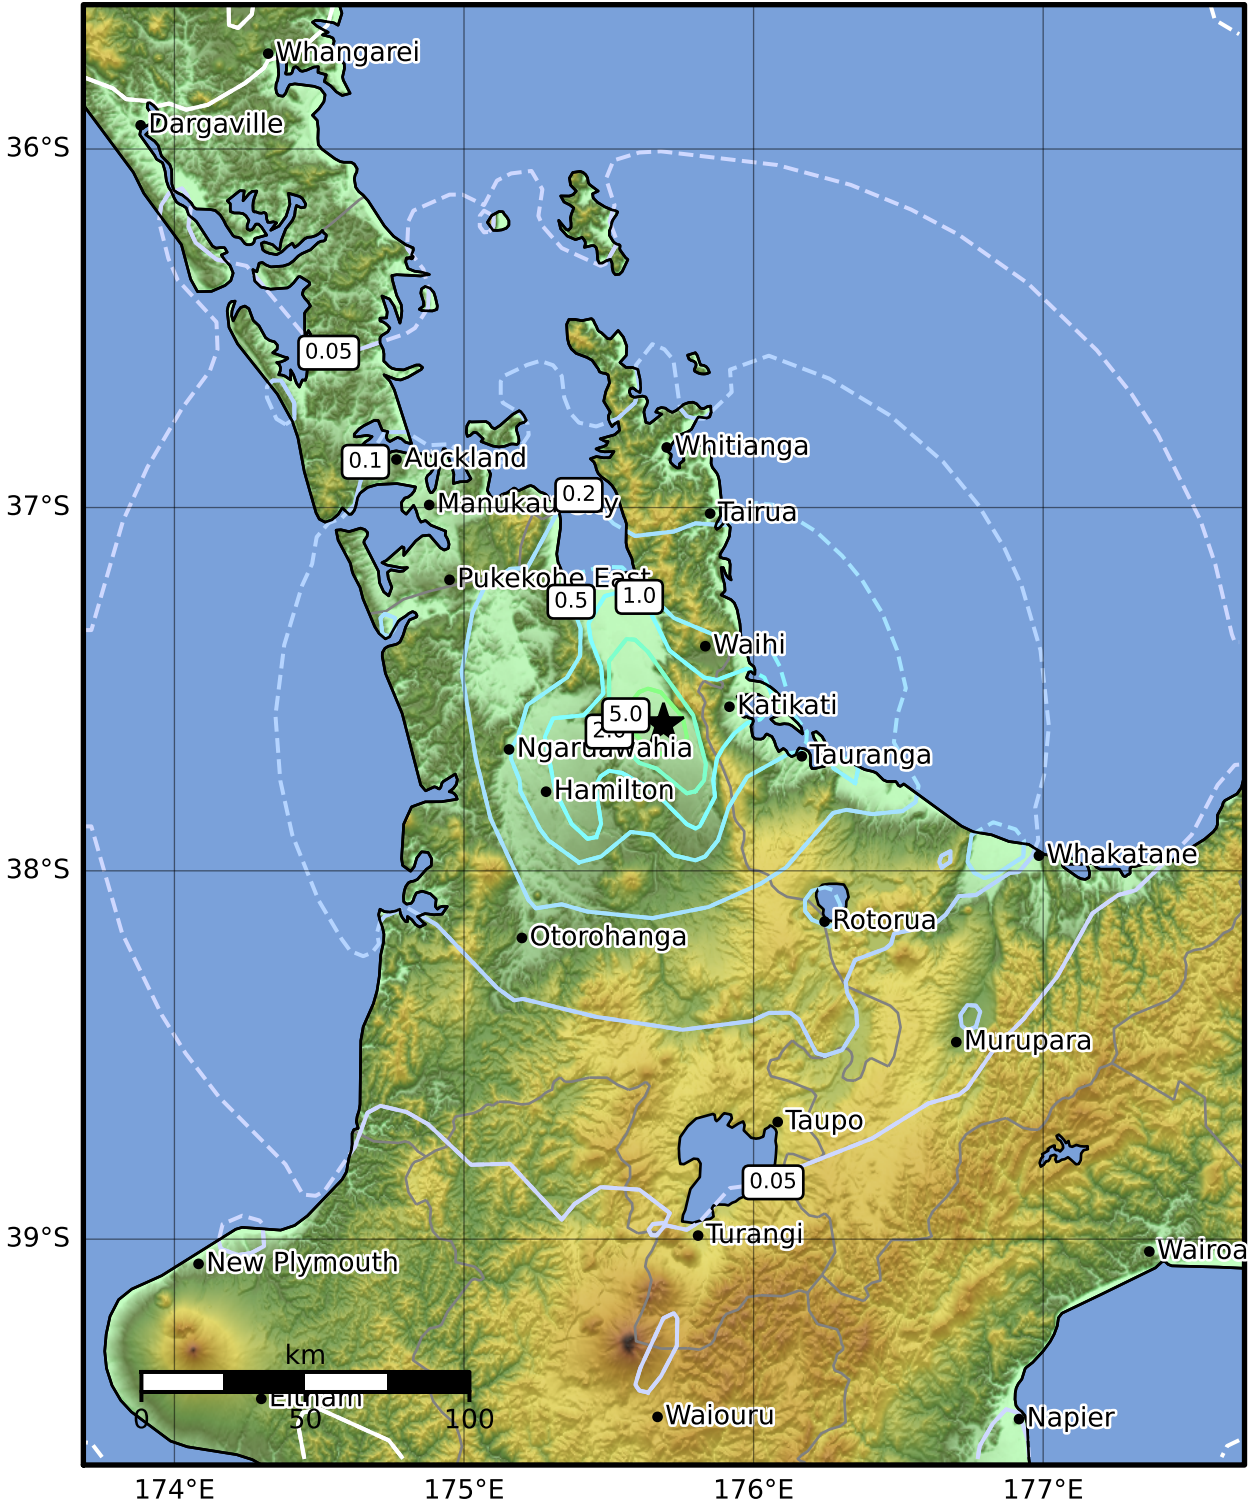 Whangarei
Dargaville
36°S
0.05
Whitianga
Auckland
0.1
0.2
Manukau
37°S
Tairua
Pukekohe East
0.5
1.0
Waihi
Katikati
5.0
Ngaruawahia
Tauranga
Hamilton
Whakatane
38°S
Rotorua
Otorohanga
Murupara
Taupo
0.05
Turangi
39°S
Wairoa
New Plymouth
km
Eltham
0 50 100
Waiouru
Napier
174°E 175°E 176°E 177°E